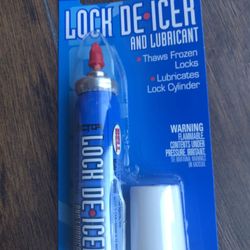 LOCK DE•ICER
AND LUBRICANT
• Thaws Frozen
Locks
• Lubricates
Lock Cylinder
WARNING
FLAMMABLE,
CONTENTS UNDER
PRESSURE, IRRITANT.
LOCK DE•ICER